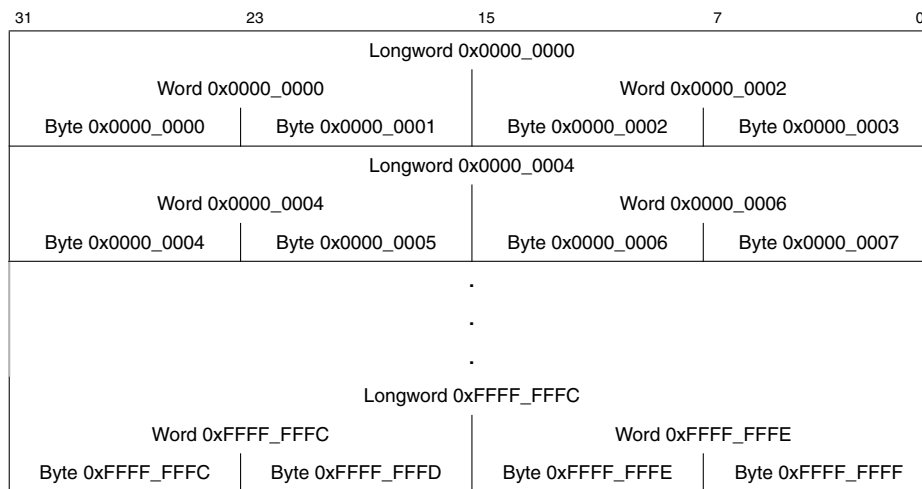 31 23 15 7 0
Longword 0x0000_0000
Word 0x0000_0000 Word 0x0000_0002
Byte 0x0000_0000 Byte 0x0000_0001 Byte 0x0000_0002 Byte 0x0000_0003
Longword 0x0000_0004
Word 0x0000_0004 Word 0x0000_0006
Byte 0x0000_0004 Byte 0x0000_0005 Byte 0x0000_0006 Byte 0x0000_0007
.
.
.
Longword 0xFFFF_FFFC
Word 0xFFFF_FFFC Word 0xFFFF_FFFE
Byte 0xFFFF_FFFC Byte 0xFFFF_FFFD Byte 0xFFFF_FFFE Byte 0xFFFF_FFFF